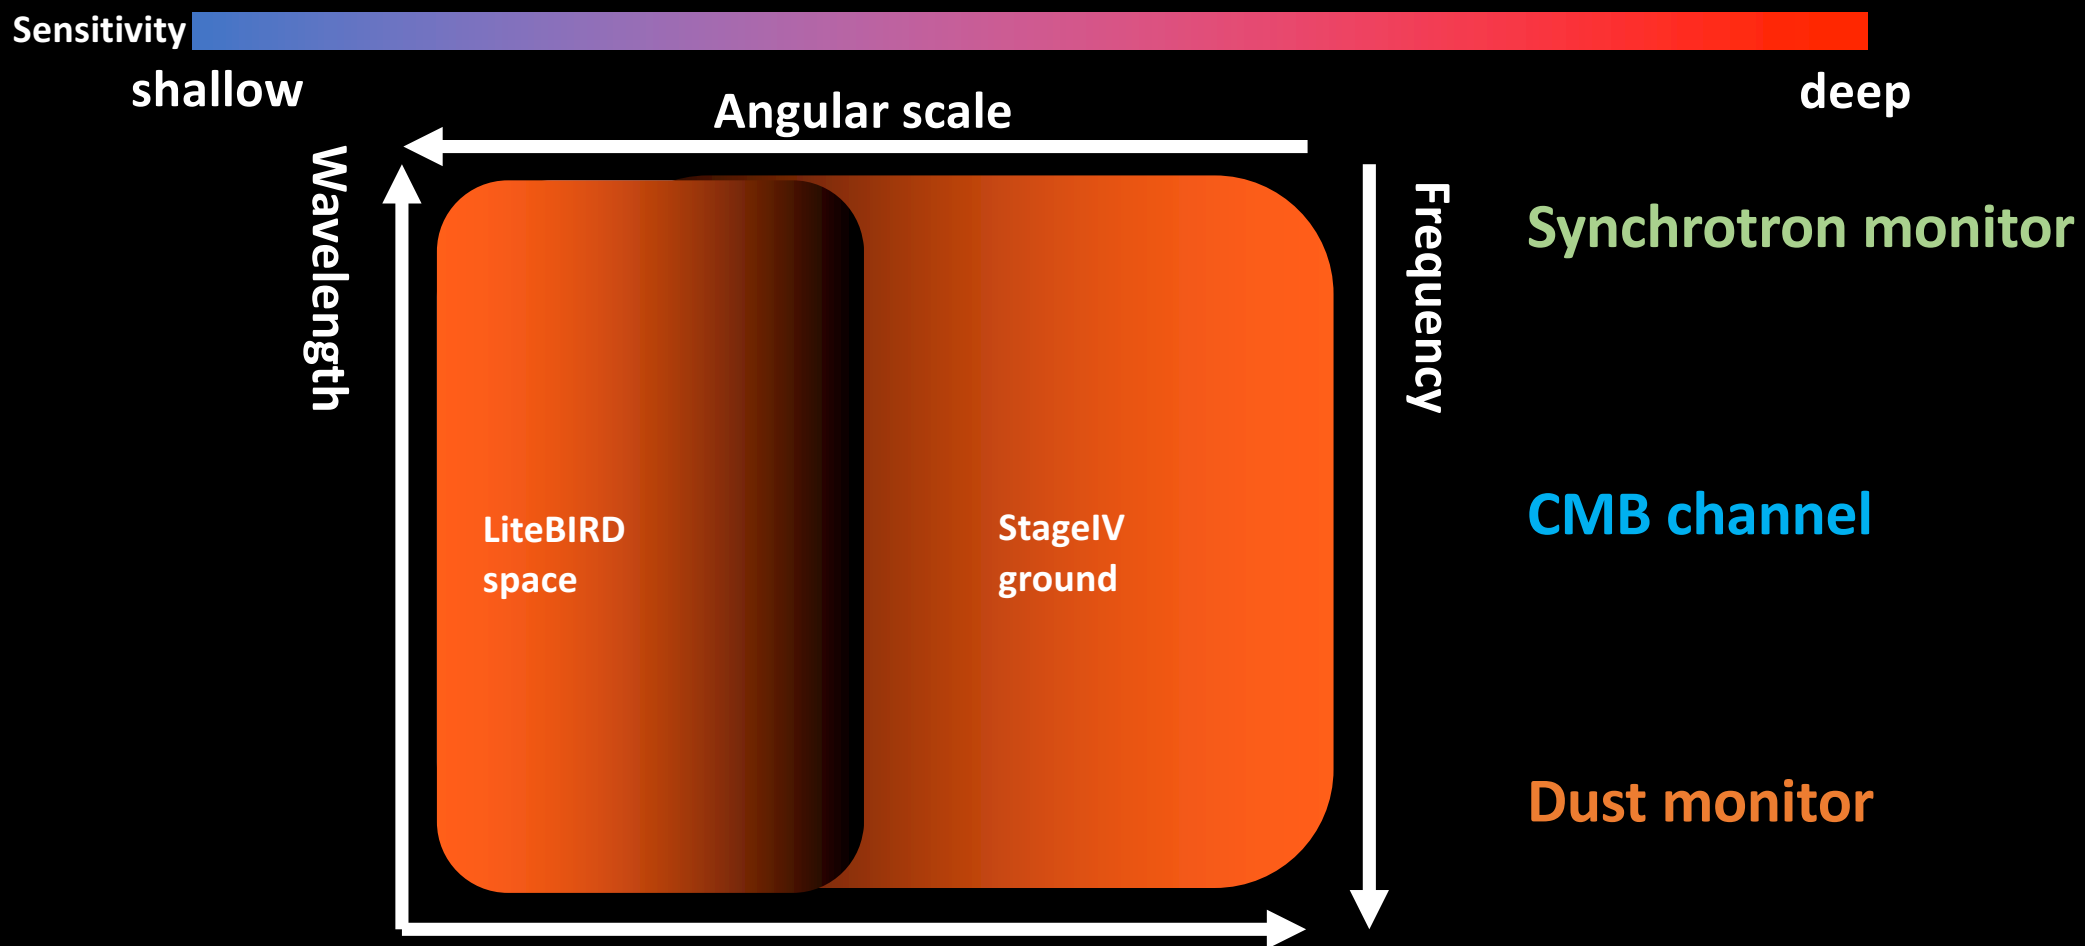 Sensitivity
shallow
deep
Angular scale
Wavelength
Frequency
Synchrotron monitor
CMB channel
Dust monitor
LiteBIRD
space
StageIV
ground